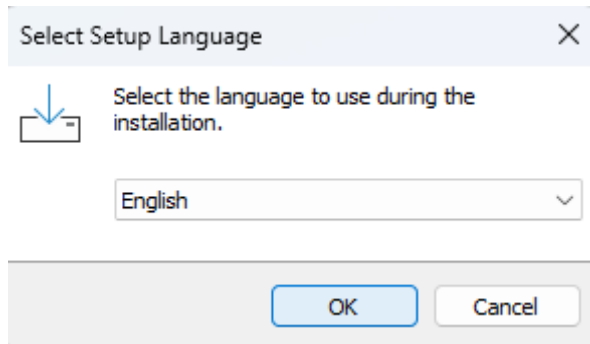 Select Setup Language
Select the language to use during the
installation.
English
OK
Cancel